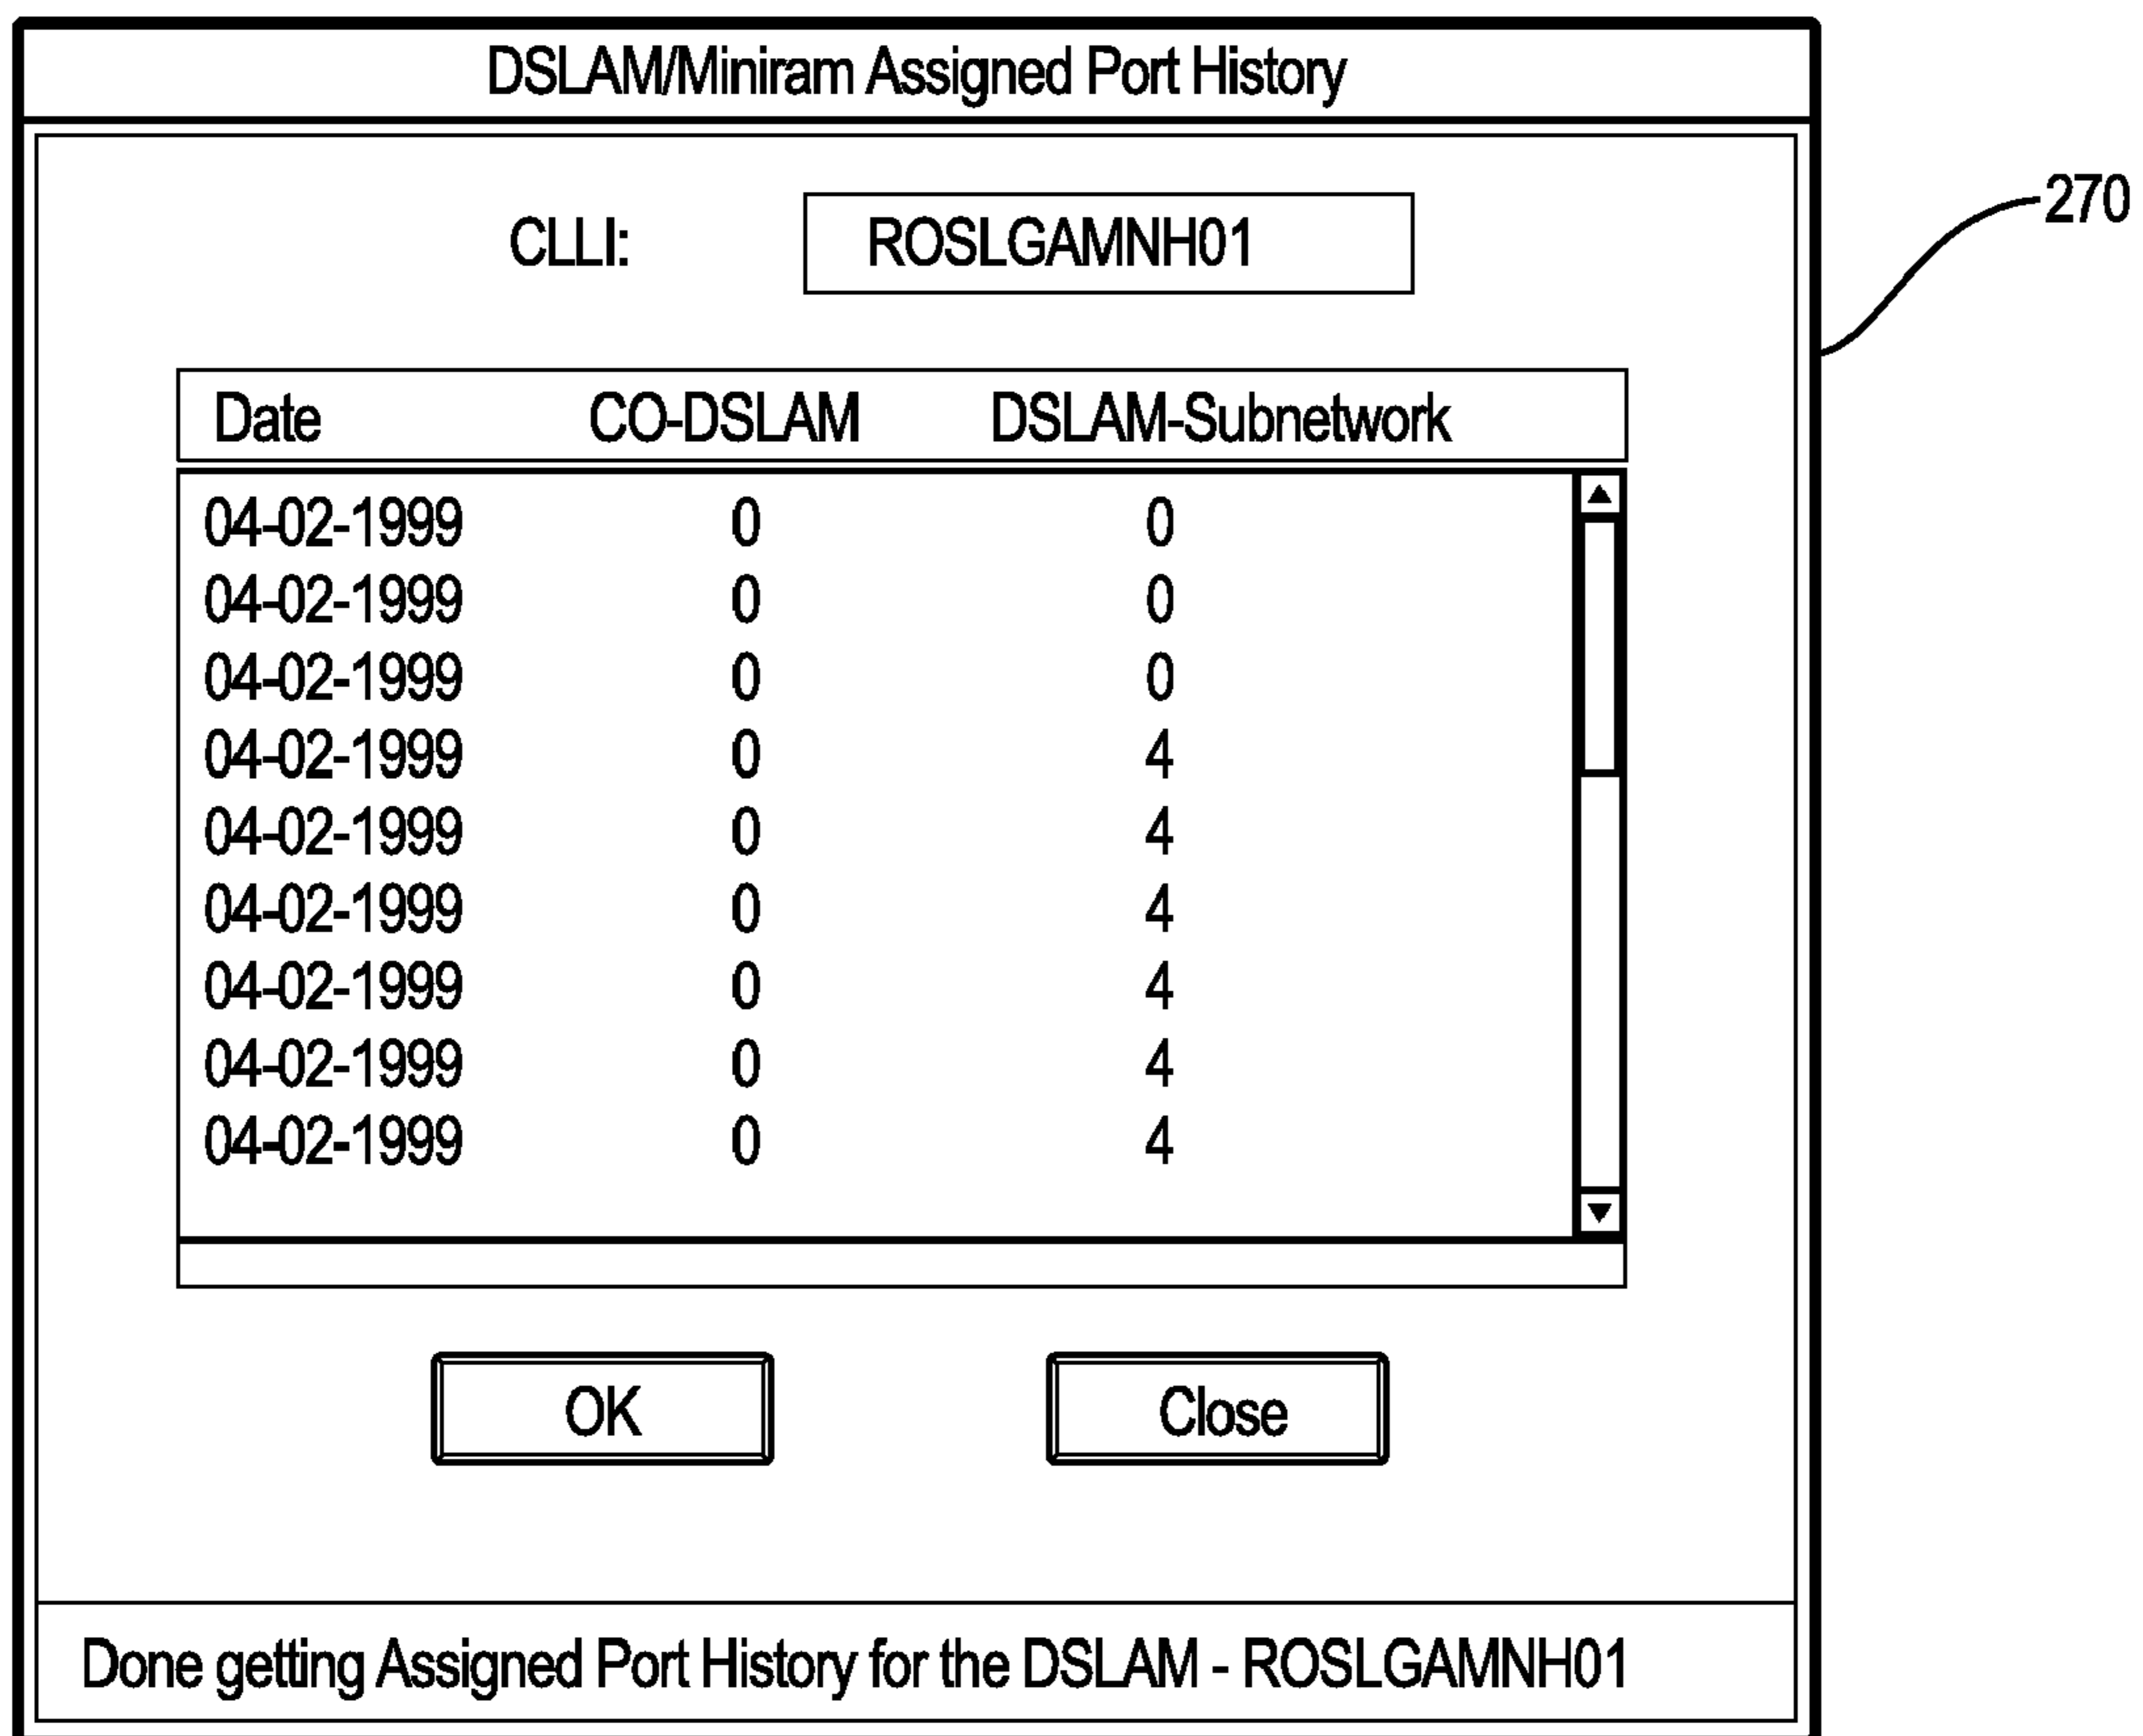 DSLAM/Miniram Assigned Port History
270
CLLI: ROSLGAMNH01
Date CO-DSLAM DSLAM-Subnetwork
04-02-1999 0 0
04-02-1999 0 0
04-02-1999 0 0
04-02-1999 0 4
04-02-1999 0 4
04-02-1999 0 4
04-02-1999 0 4
04-02-1999 0 4
04-02-1999 0 4
OK Close
Done getting Assigned Port History for the DSLAM - ROSLGAMNH01